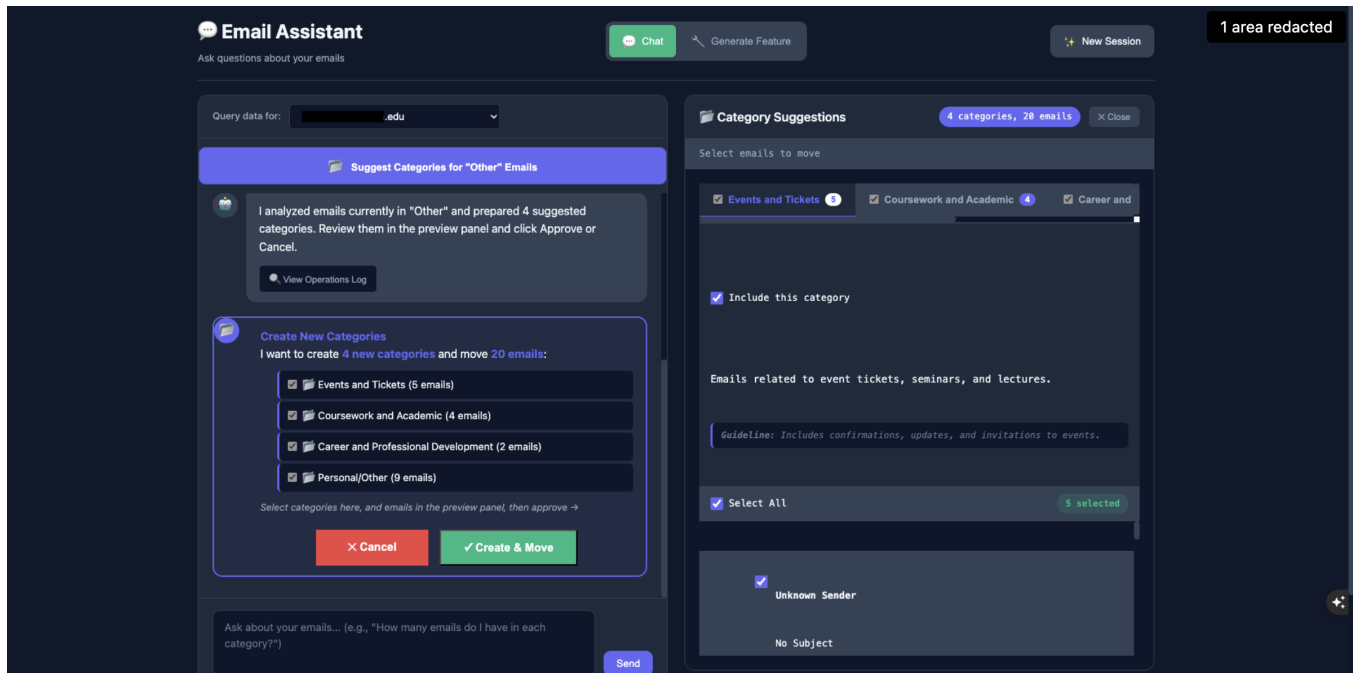 💬 Email Assistant
Ask questions about your emails
💬 Chat
🔧 Generate Feature
✨ New Session
1 area redacted
Query data for:
.edu
📂 Suggest Categories for "Other" Emails
I analyzed emails currently in "Other" and prepared 4 suggested
categories. Review them in the preview panel and click Approve or
Cancel.
🔍 View Operations Log
Create New Categories
I want to create 4 new categories and move 20 emails:
📂 Events and Tickets (5 emails)
📂 Coursework and Academic (4 emails)
📂 Career and Professional Development (2 emails)
📂 Personal/Other (9 emails)
Select categories here, and emails in the preview panel, then approve →
✕ Cancel
✓ Create & Move
Ask about your emails... (e.g., "How many emails do I have in each
category?")
Send
📂 Category Suggestions
4 categories, 20 emails
✕ Close
Select emails to move
Events and Tickets 5
Coursework and Academic 4
Career and
Include this category
Emails related to event tickets, seminars, and lectures.
Guideline: Includes confirmations, updates, and invitations to events.
Select All
5 selected
Unknown Sender
No Subject